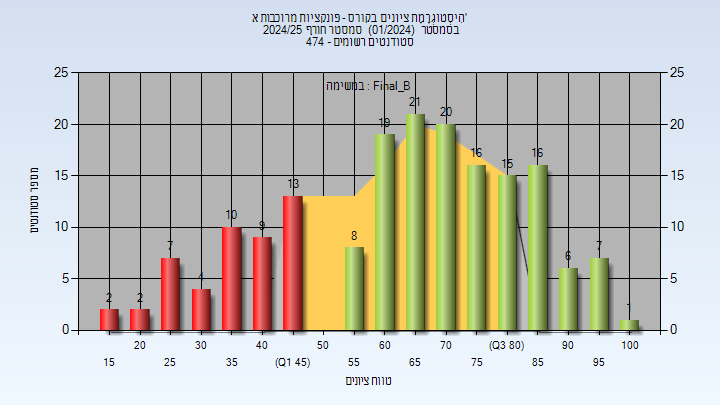 הִיסְטוֹגְרָמַת ציונים בקורס - פונקציות מרוכבות א'
בסמסטר (01/2024) סמסטר חורף 2024/25
סטודנטים רשומים - 474
במשימה : Final_B
מספר סטודנטים
25 25
20 20
15 15
10 10
5 5
0 0
2 2 7 4 10 9 13 8 19 21 20 16 15 16 6 7 1
20 30 40 50 60 70 (Q3 80) 90 100
15 25 35 (Q1 45) 55 65 75 85 95
טווח ציונים